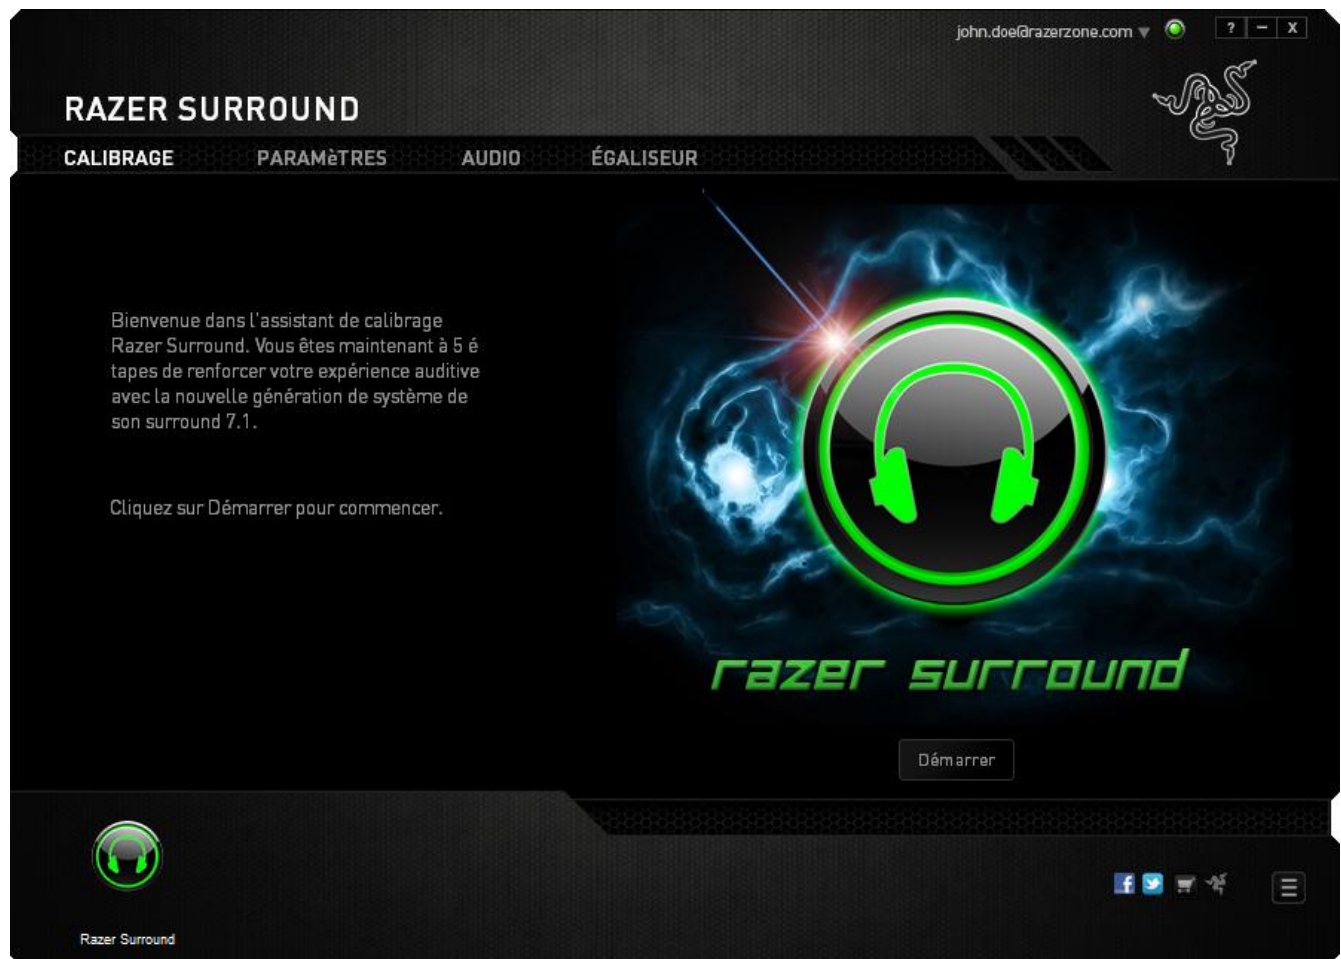 john.doe@razerzone.com
? – X
RAZER SURROUND
CALIBRAGE PARAMèTRES AUDIO ÉGALISEUR
Bienvenue dans l'assistant de calibrage
Razer Surround. Vous êtes maintenant à 5 é
tapes de renforcer votre expérience auditive
avec la nouvelle génération de système de
son surround 7.1.
Cliquez sur Démarrer pour commencer.
razer surround
Démarrer
f
Razer Surround